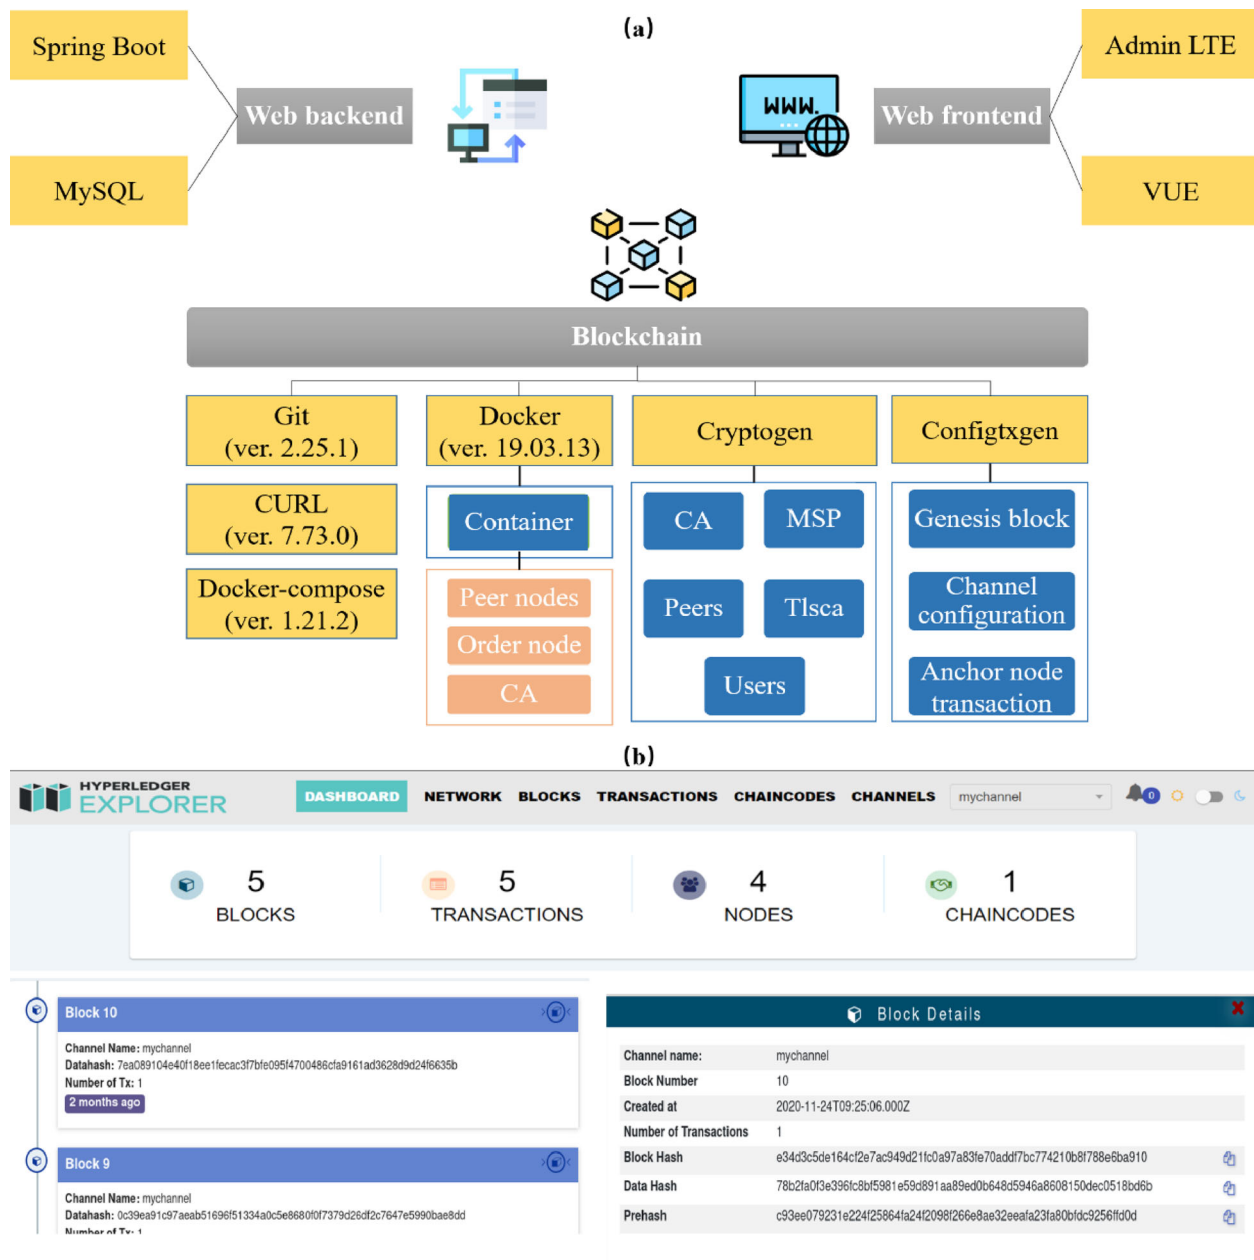 (a)
Spring Boot
Admin LTE
WWW.
Web backend
Web frontend
MySQL
VUE
Blockchain
Git
(ver. 2.25.1)
Docker
(ver. 19.03.13)
Cryptogen
Configtxgen
CURL
(ver. 7.73.0)
Container
CA
MSP
Genesis block
Docker-compose
(ver. 1.21.2)
Peer nodes
Order node
CA
Peers
Tlsca
Users
Channel
configuration
Anchor node
transaction
(b)
HYPERLEDGER
EXPLORER
DASHBOARD NETWORK BLOCKS TRANSACTIONS CHAINCODES CHANNELS mychannel 0
5
BLOCKS
5
TRANSACTIONS
4
NODES
1
CHAINCODES
Block 10
Channel Name: mychannel
Datahash: 7ea089104e40f18ee1fecac3f7bfe095f4700486cfa9161ad3628d9d24f6635b
Number of Tx: 1
2 months ago
Block 9
Channel Name: mychannel
Datahash: 0c39ea91c97aeab51696f51334a0c5e8680f0f7379d26df2c7647e5990bae8dd
Number of Tx: 1
Block Details
Channel name: mychannel
Block Number 10
Created at 2020-11-24T09:25:06.000Z
Number of Transactions 1
Block Hash e34d3c5de164cf2e7ac949d21fc0a97a83fe70addf7bc774210b8f788e6ba910
Data Hash 78b2fa0f3e396fc8bf5981e59d891aa89ed0b648d5946a8608150dec0518bd6b
Prehash c93ee079231e224f25864fa24f2098f266e8ae32eeafa23fa80bfdc9256ffd0d